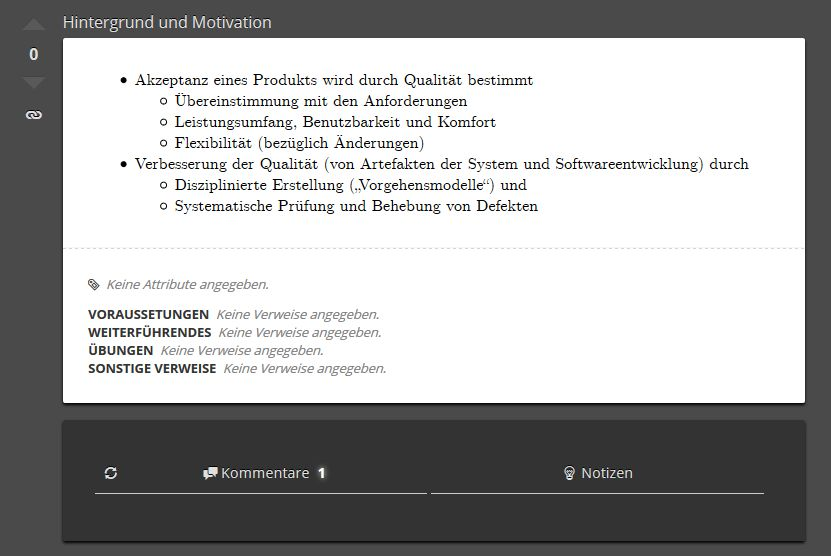 Hintergrund und Motivation
0
Akzeptanz eines Produkts wird durch Qualität bestimmt
Übereinstimmung mit den Anforderungen
Leistungsumfang, Benutzbarkeit und Komfort
Flexibilität (bezüglich Änderungen)
Verbesserung der Qualität (von Artefakten der System und Softwareentwicklung) durch
Disziplinierte Erstellung („Vorgehensmodelle“) und
Systematische Prüfung und Behebung von Defekten
Keine Attribute angegeben.
VORAUSSETUNGEN Keine Verweise angegeben.
WEITERFÜHRENDES Keine Verweise angegeben.
ÜBUNGEN Keine Verweise angegeben.
SONSTIGE VERWEISE Keine Verweise angegeben.
Kommentare 1 Notizen